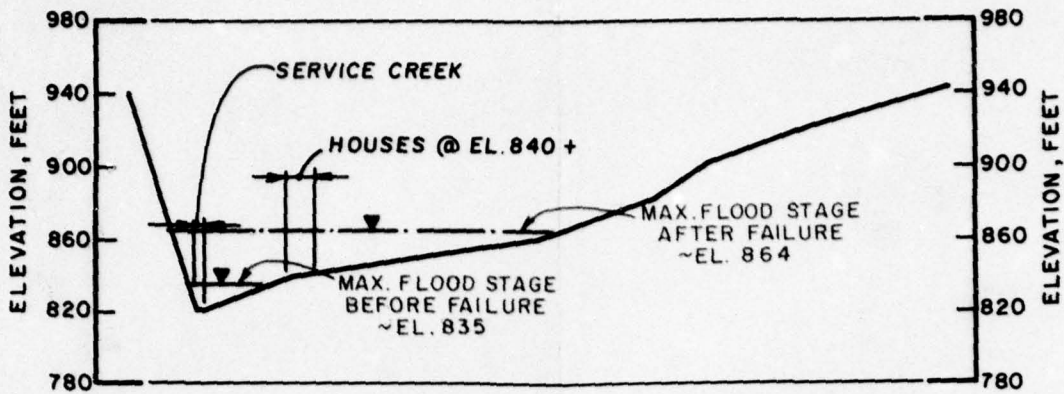 980
940
900
860
820
780
ELEVATION, FEET
SERVICE CREEK
HOUSES @ EL. 840 +
MAX. FLOOD STAGE
AFTER FAILURE
~EL. 864
MAX. FLOOD STAGE
BEFORE FAILURE
~EL. 835
980
940
900
860
820
780
ELEVATION, FEET